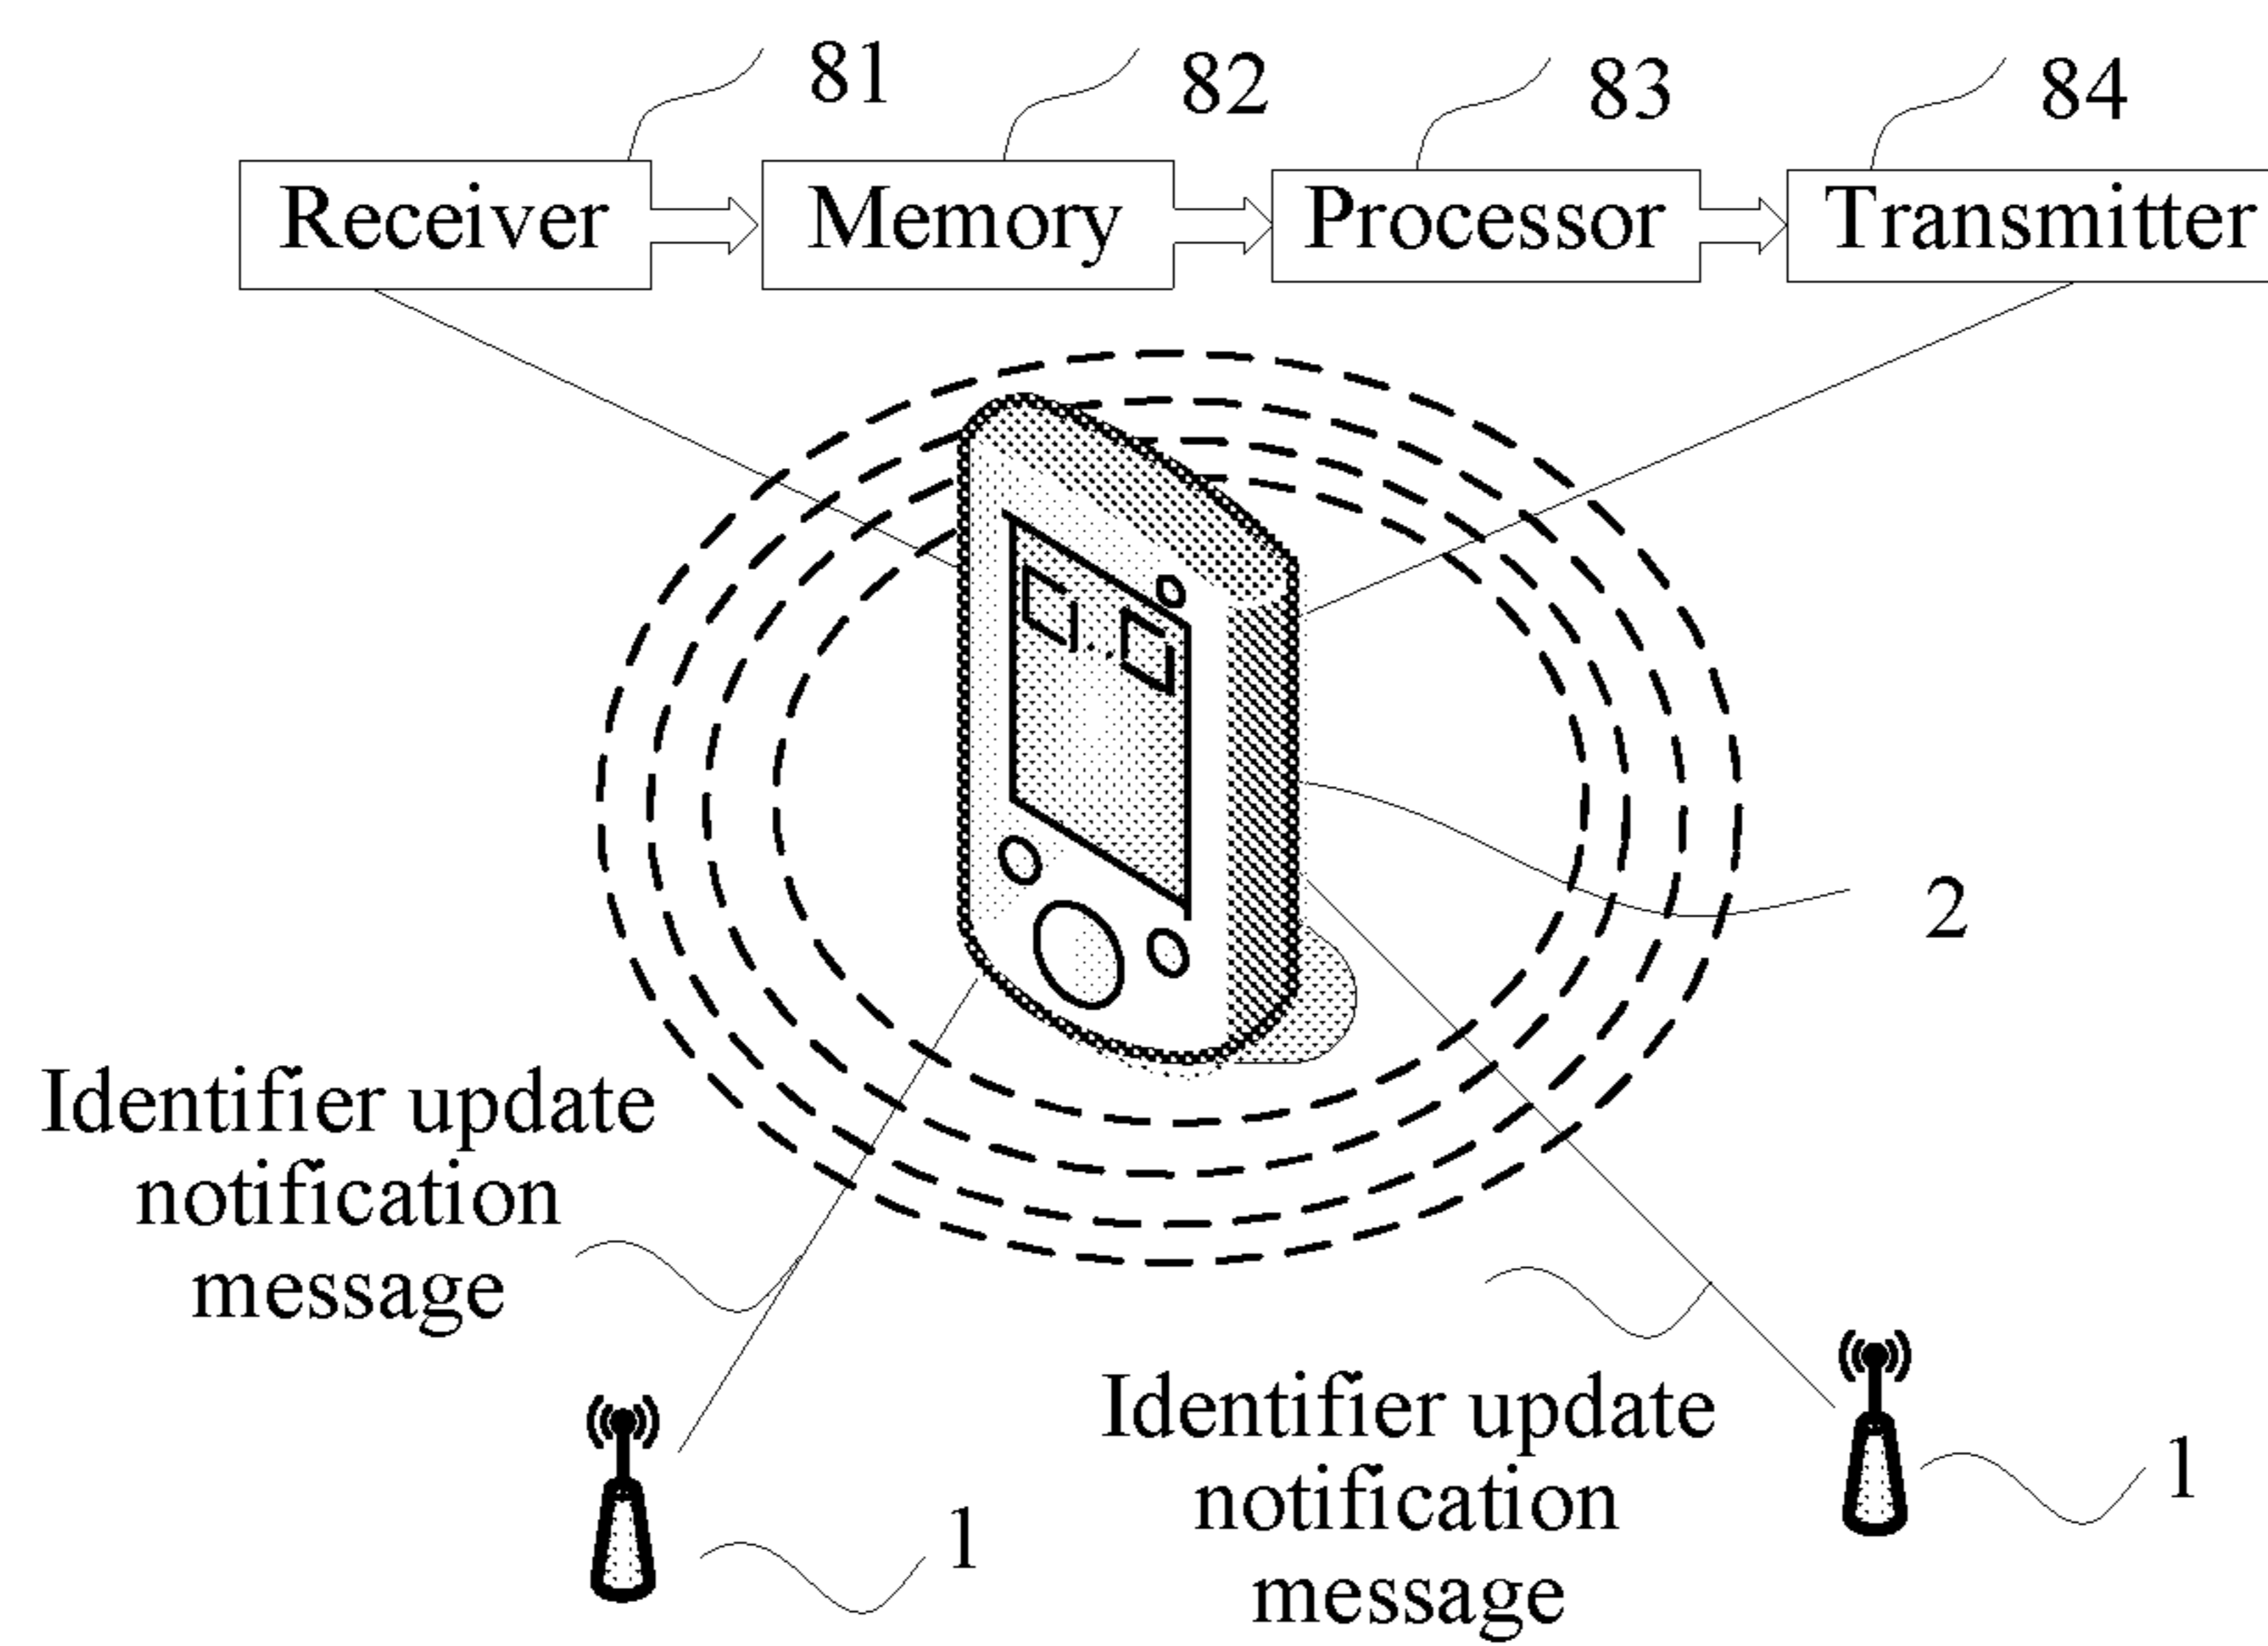 81 82 83 84
Receiver Memory Processor Transmitter
2
Identifier update
notification
message
Identifier update
notification
message
1
1